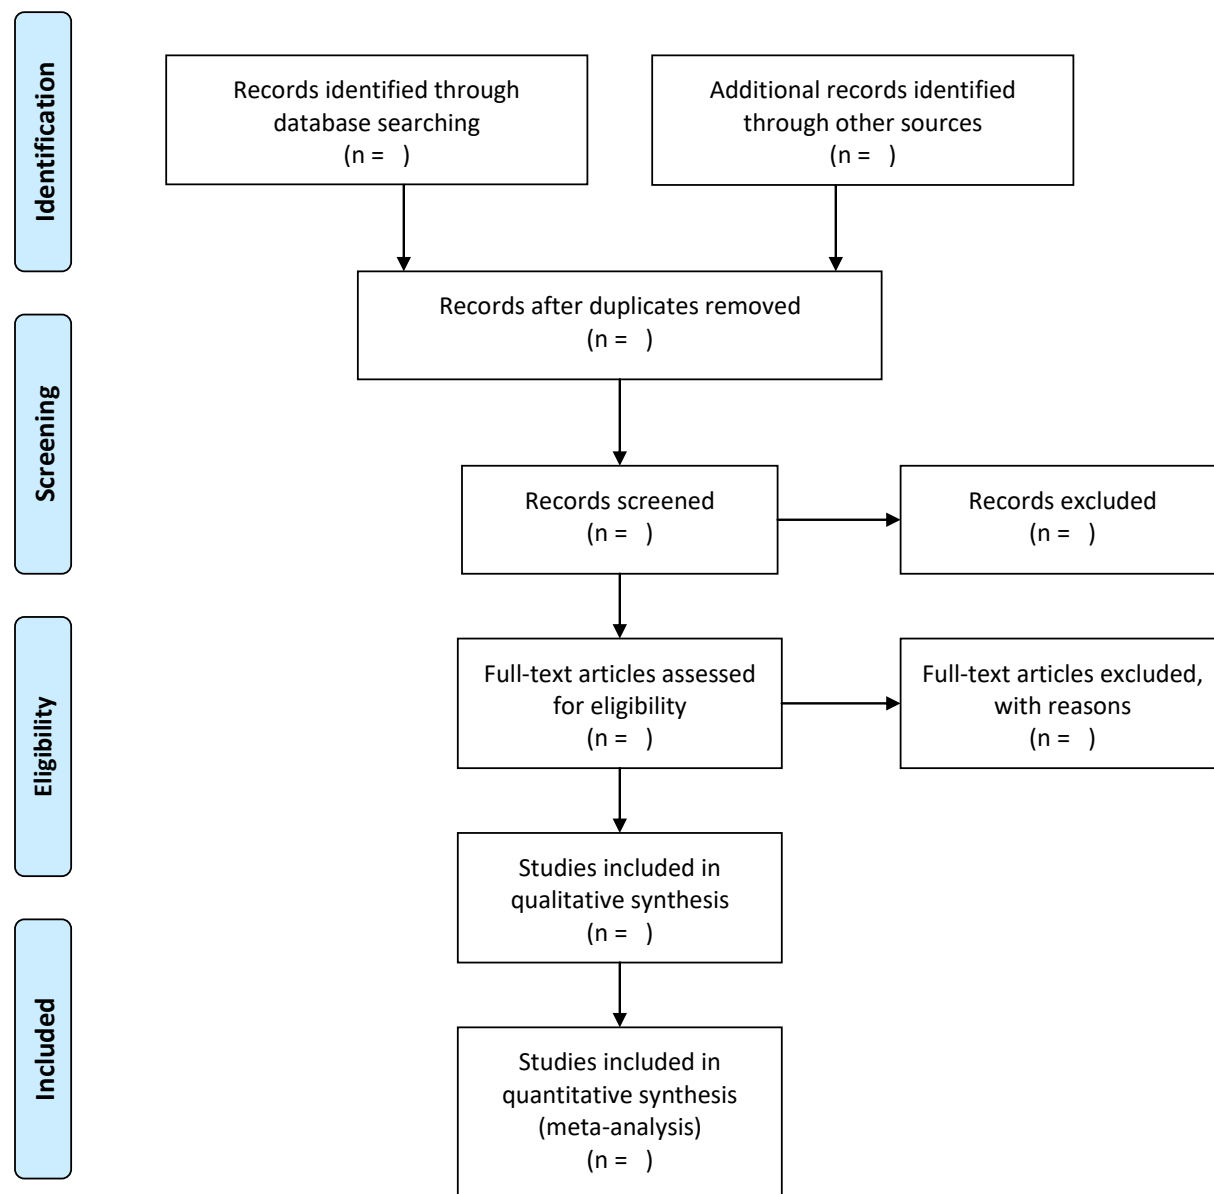 Identification
Records identified through
database searching
(n =   )
Additional records identified
through other sources
(n =   )
Records after duplicates removed
(n =   )
Screening
Records screened
(n =   )
Records excluded
(n =   )
Eligibility
Full-text articles assessed
for eligibility
(n =   )
Full-text articles excluded,
with reasons
(n =   )
Studies included in
qualitative synthesis
(n =   )
Included
Studies included in
quantitative synthesis
(meta-analysis)
(n =   )